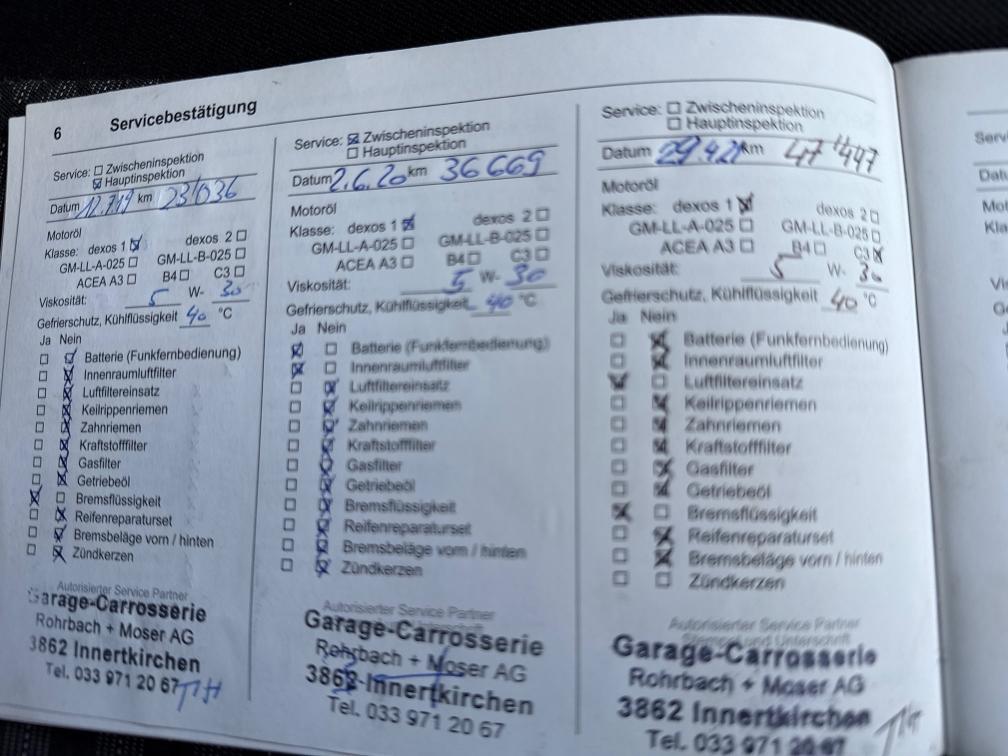 6 Servicebestätigung
Service: ☐ Zwischeninspektion
☒ Hauptinspektion
Datum 12.7.19 km 23'036
Motoröl
Klasse: dexos 1 ☒ dexos 2 ☐
GM-LL-A-025 ☐ GM-LL-B-025 ☐
ACEA A3 ☐ B4 ☐ C3 ☐
Viskosität: 5 W- 30
Gefrierschutz, Kühlflüssigkeit 40 °C
Ja Nein
☐ ☒ Batterie (Funkfernbedienung)
☐ ☒ Innenraumluftfilter
☐ ☒ Luftfiltereinsatz
☐ ☒ Keilrippenriemen
☐ ☒ Zahnriemen
☐ ☒ Kraftstofffilter
☐ ☒ Gasfilter
☐ ☒ Getriebeöl
☒ ☐ Bremsflüssigkeit
☐ ☒ Reifenreparaturset
☐ ☒ Bremsbeläge vorn / hinten
☐ ☒ Zündkerzen
Autorisierter Service Partner
Garage-Carrosserie
Rohrbach + Moser AG
3862 Innertkirchen
Tel. 033 971 20 67
Service: ☒ Zwischeninspektion
☐ Hauptinspektion
Datum 2.6.20 km 36669
Motoröl
Klasse: dexos 1 ☒ dexos 2 ☐
GM-LL-A-025 ☐ GM-LL-B-025 ☐
ACEA A3 ☐ B4 ☐ C3 ☐
Viskosität: 5 W- 30
Gefrierschutz, Kühlflüssigkeit 40 °C
Ja Nein
☒ ☐ Batterie (Funkfernbedienung)
☒ ☐ Innenraumluftfilter
☐ ☒ Luftfiltereinsatz
☐ ☒ Keilrippenriemen
☐ ☒ Zahnriemen
☐ ☒ Kraftstofffilter
☐ ☒ Gasfilter
☐ ☒ Getriebeöl
☐ ☒ Bremsflüssigkeit
☐ ☒ Reifenreparaturset
☐ ☒ Bremsbeläge vorn / hinten
☐ ☒ Zündkerzen
Autorisierter Service Partner
Garage-Carrosserie
Rohrbach + Moser AG
3862 Innertkirchen
Tel. 033 971 20 67
Service: ☐ Zwischeninspektion
☐ Hauptinspektion
Datum 29.4.21 km 47'447
Motoröl
Klasse: dexos 1 ☒ dexos 2 ☐
GM-LL-A-025 ☐ GM-LL-B-025 ☐
ACEA A3 ☐ B4 ☐ C3 ☒
Viskosität: 5 W- 30
Gefrierschutz, Kühlflüssigkeit 40 °C
Ja Nein
☐ ☒ Batterie (Funkfernbedienung)
☐ ☒ Innenraumluftfilter
☒ ☐ Luftfiltereinsatz
☐ ☒ Keilrippenriemen
☐ ☒ Zahnriemen
☐ ☒ Kraftstofffilter
☐ ☒ Gasfilter
☐ ☒ Getriebeöl
☒ ☐ Bremsflüssigkeit
☐ ☒ Reifenreparaturset
☐ ☒ Bremsbeläge vorn / hinten
☐ ☐ Zündkerzen
Autorisierter Service Partner
Stempel und Unterschrift
Garage-Carrosserie
Rohrbach + Moser AG
3862 Innertkirchen
Tel. 033 971 20 67